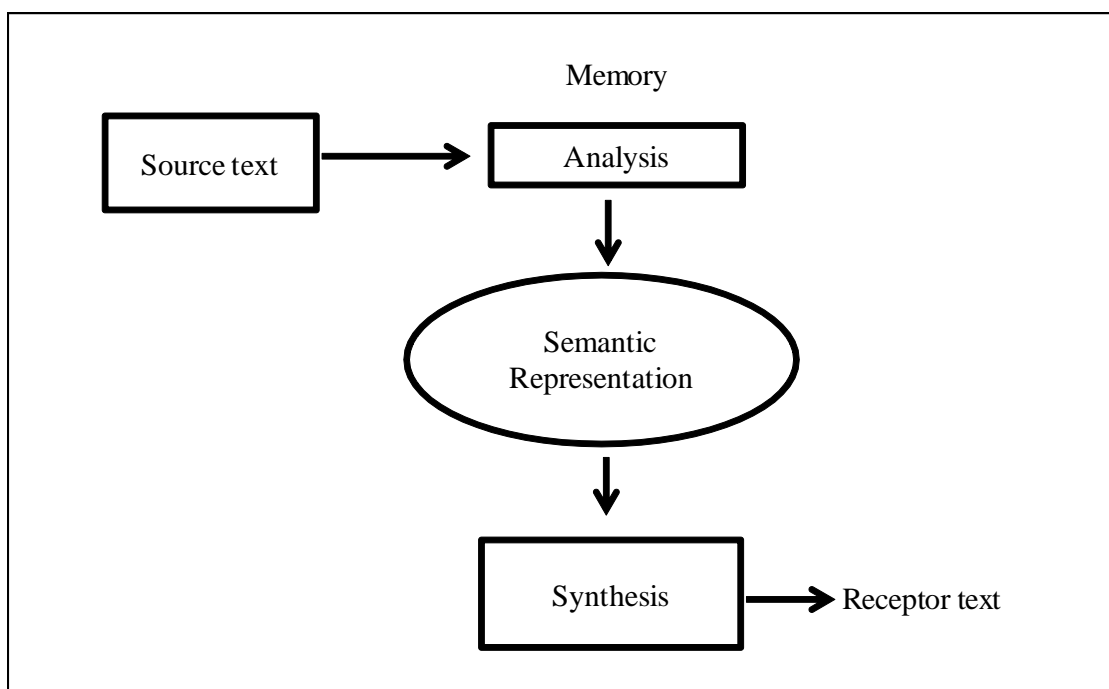 Memory
Source text
Analysis
Semantic
Representation
Synthesis
Receptor text